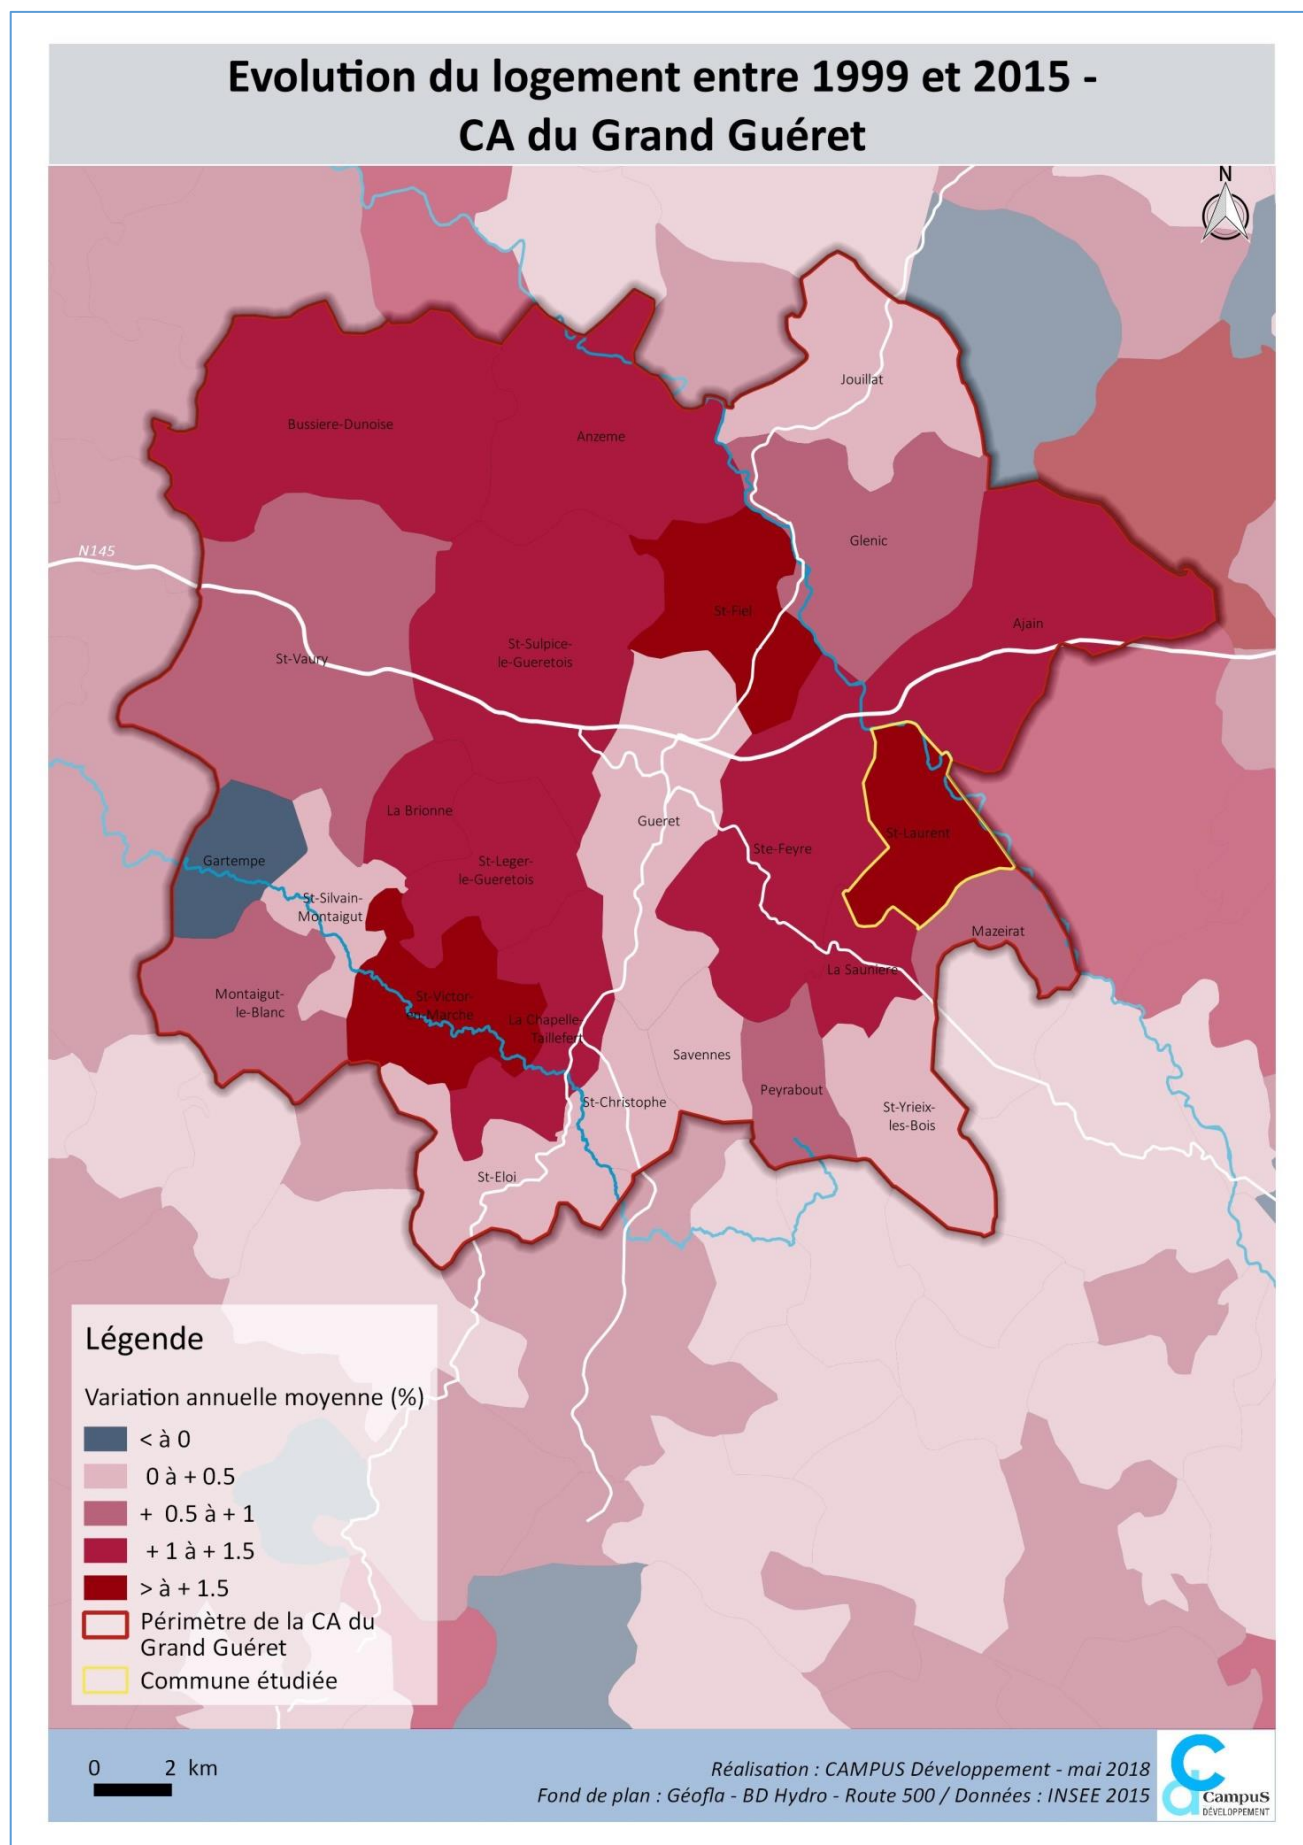 Evolution du logement entre 1999 et 2015 -
CA du Grand Guéret
N
Jouillat
Bussiere-Dunoise
Anzeme
N145
Glenic
St-Fiel
Ajain
St-Sulpice-
le-Gueretois
St-Vaury
La Brionne
Gueret
St-Laurent
Ste-Feyre
Gartempe
St-Leger-
le-Gueretois
St-Silvain-
Montaigut
Mazeirat
La Sauniere
Montaigut-
le-Blanc
St-Victor-
en-Marche
La Chapelle-
Taillefert
Savennes
Peyrabout
St-Christophe
St-Yrieix-
les-Bois
St-Eloi
Légende
Variation annuelle moyenne (%)
< à 0
0 à + 0.5
+ 0.5 à + 1
+ 1 à + 1.5
> à + 1.5
Périmètre de la CA du
Grand Guéret
Commune étudiée
0 2 km
Réalisation : CAMPUS Développement - mai 2018
Fond de plan : Géofla - BD Hydro - Route 500 / Données : INSEE 2015
Campus
DÉVELOPPEMENT